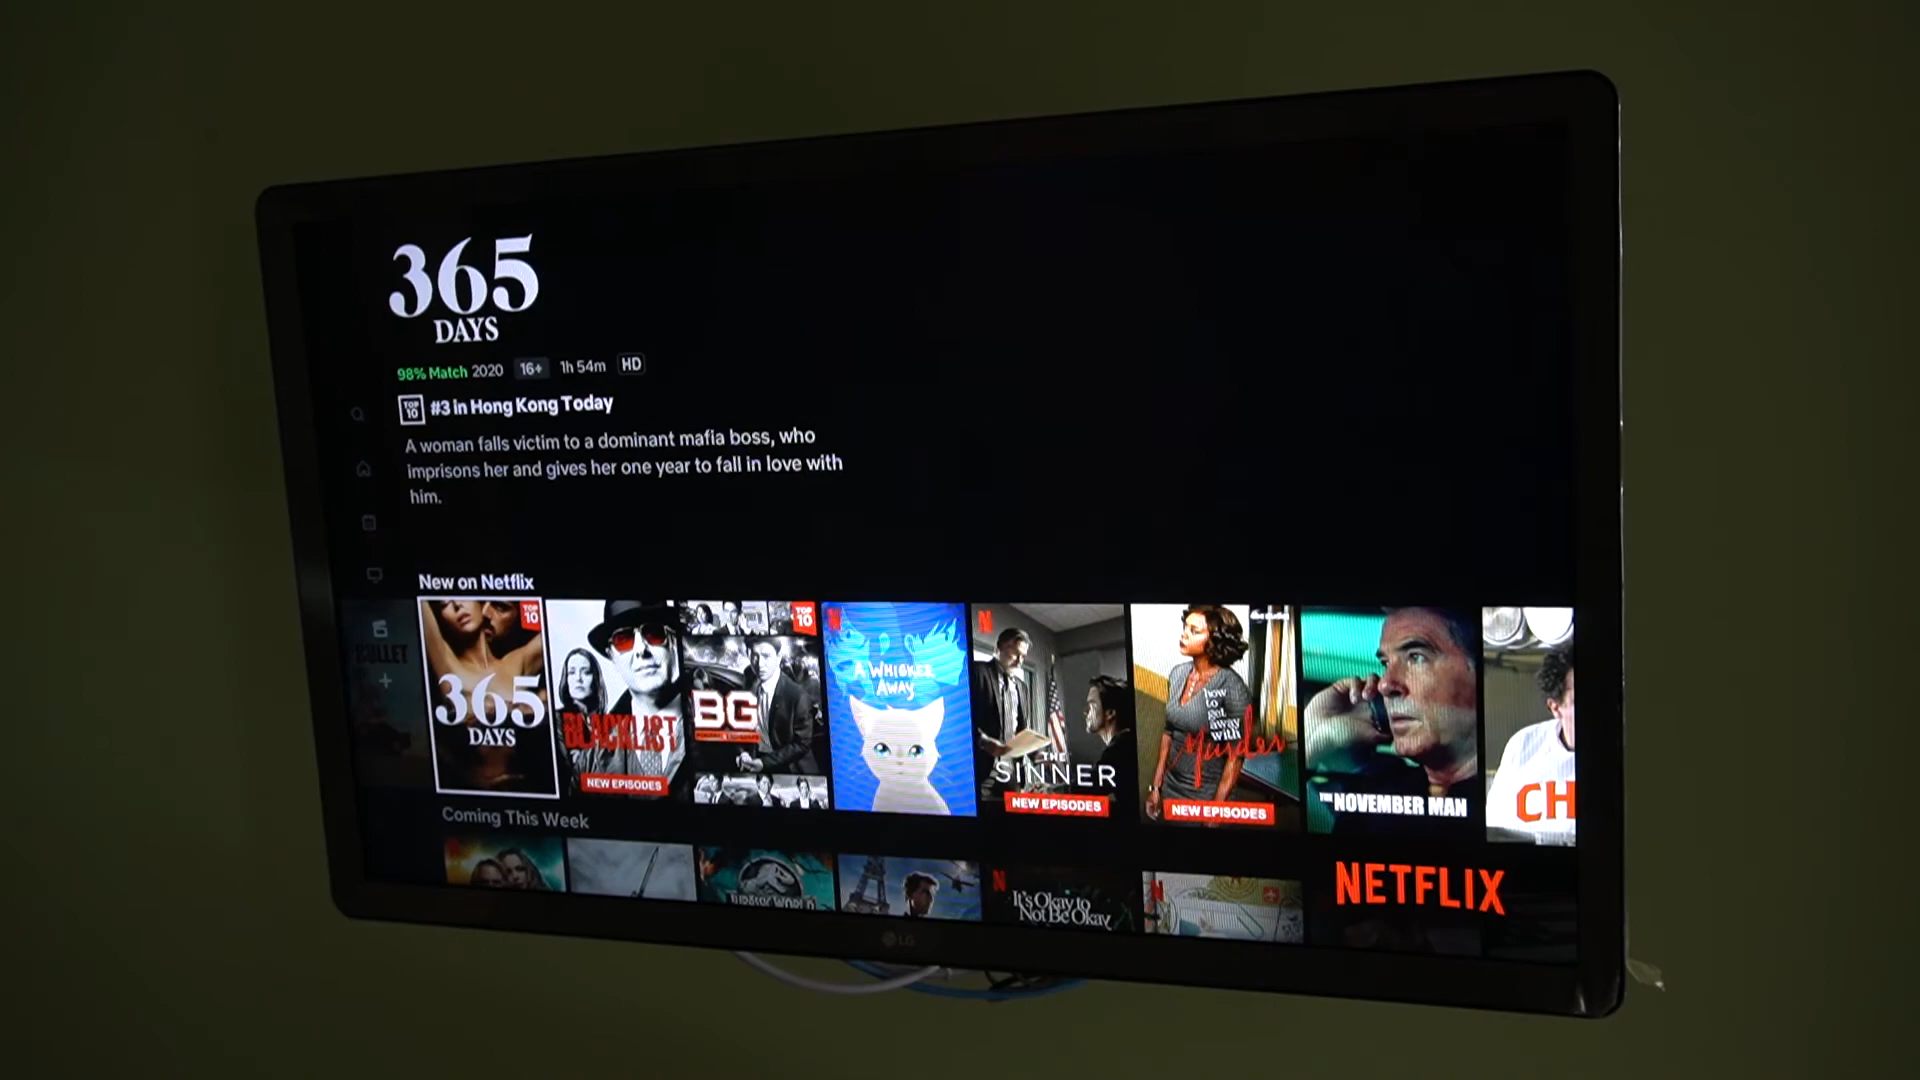 365
DAYS
98% Match 2020 16+ 1h 54m HD
TOP 10 #3 in Hong Kong Today
A woman falls victim to a dominant mafia boss, who
imprisons her and gives her one year to fall in love with
him.
New on Netflix
BULLET
TOP 10
365
DAYS
BLACKLIST
NEW EPISODES
TOP 10
BG
A WHISKER
AWAY
THE
SINNER
NEW EPISODES
how
to
get
away
with
Murder
NEW EPISODES
THE NOVEMBER MAN
CH
Coming This Week
JURASSIC WORLD
It's Okay to
Not Be Okay
NETFLIX
LG